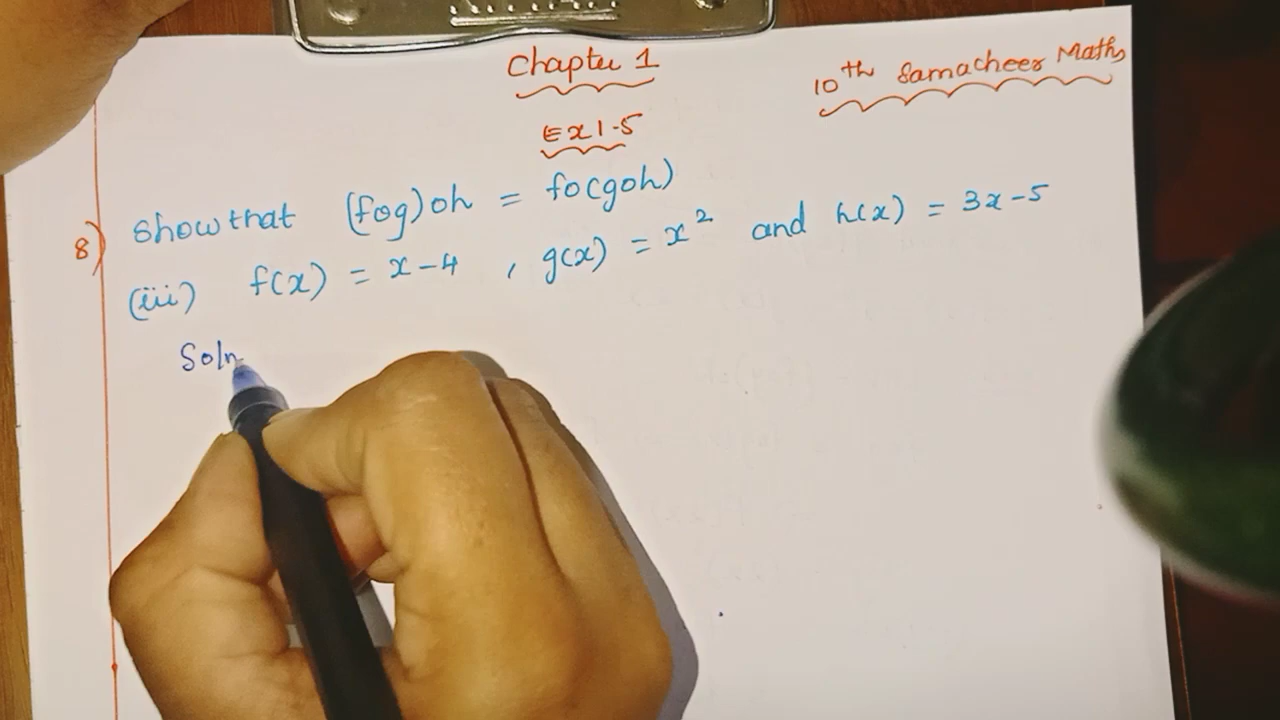 Chapter 1
10th Samacheer Maths
Ex 1.5
8) Show that (fog)oh = fo(goh)
(iii) f(x) = x-4 , g(x) = x² and h(x) = 3x-5
Soln